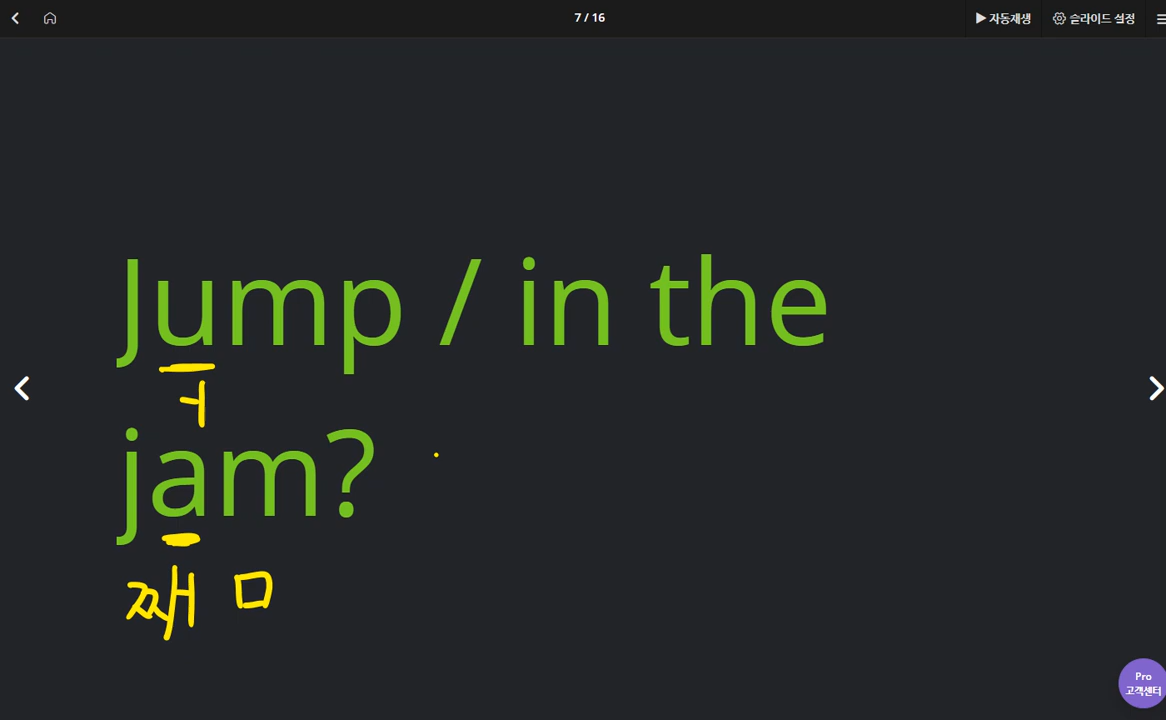 7 / 16
자동재생
슬라이드 설정
Jump / in the
ㅓ
jam?
째 ㅁ
Pro
고객센터